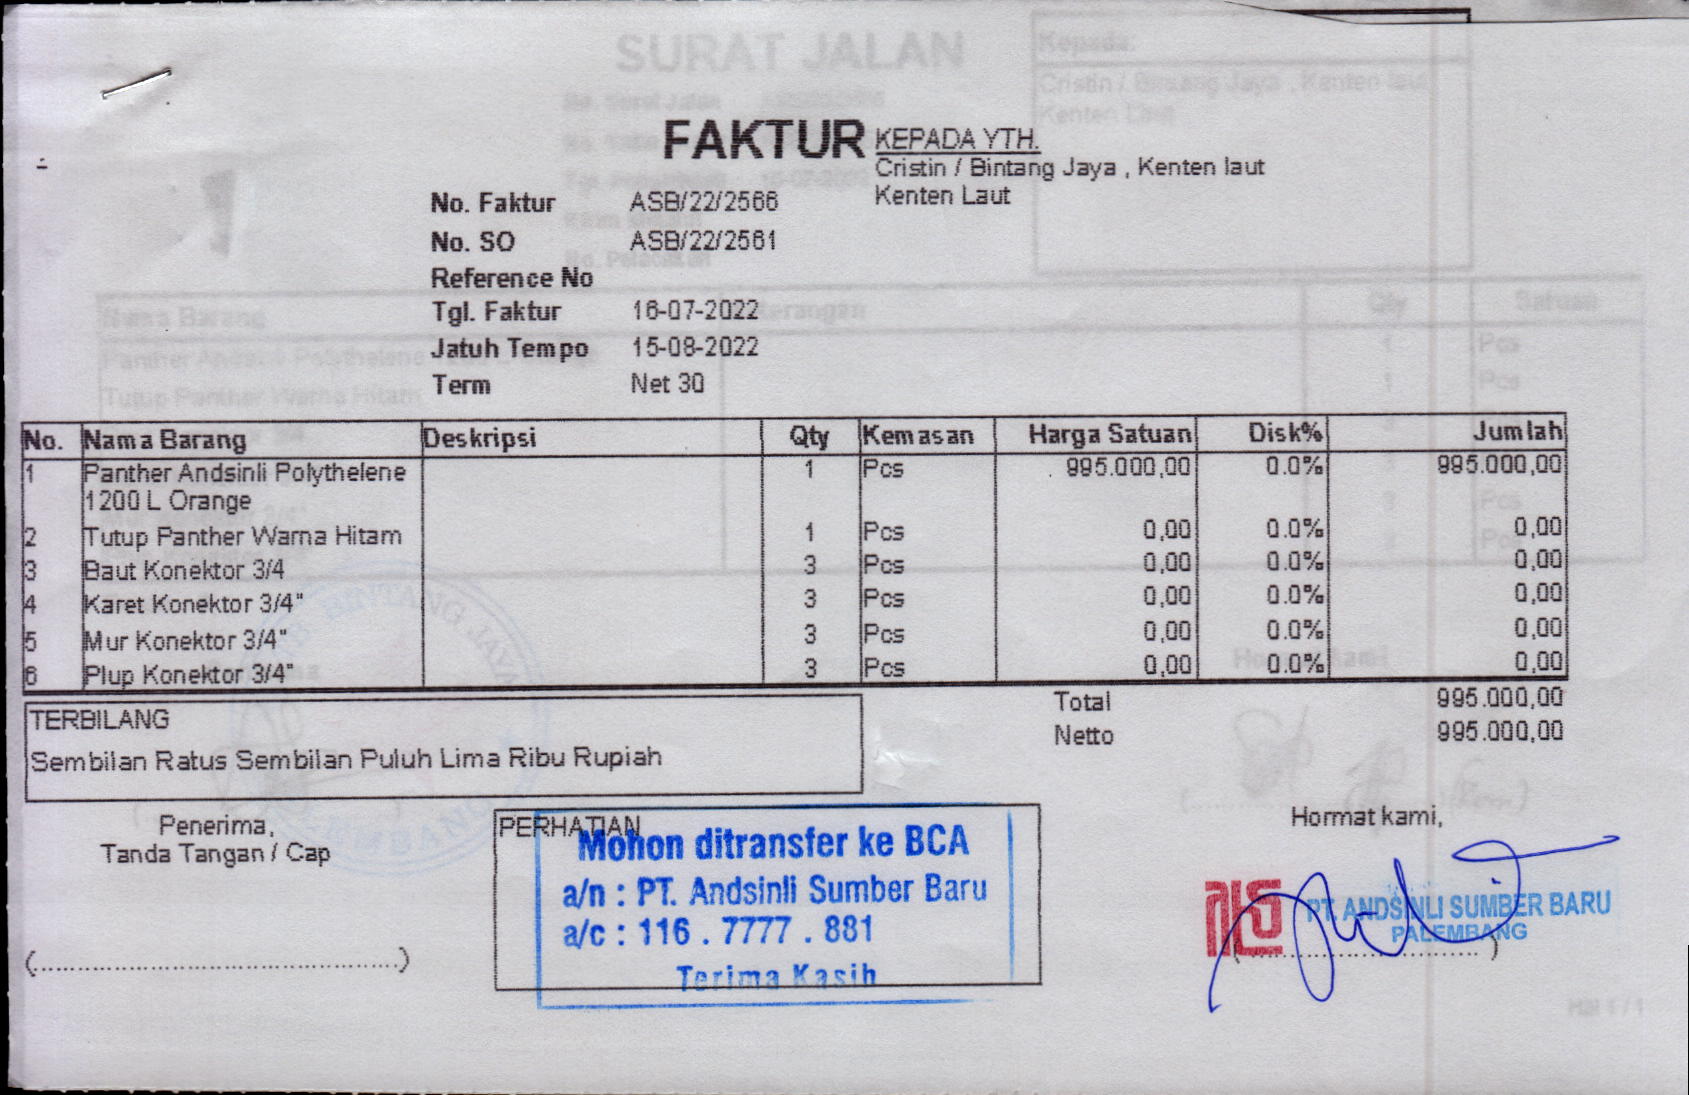 SURAT JALAN
Kepada:
Cristin / Bintang Jaya , Kenten laut
Kenten Laut
FAKTUR
KEPADA YTH.
Cristin / Bintang Jaya , Kenten laut
Kenten Laut
No. Faktur ASB/22/2566
No. SO ASB/22/2561
Reference No
Tgl. Faktur 16-07-2022
Jatuh Tempo 15-08-2022
Term Net 30
No. Nama Barang Deskripsi Qty Kemasan Harga Satuan Disk% Jumlah
1 Panther Andsinli Polythelene 1 Pcs 995.000,00 0.0% 995.000,00
1200 L Orange
2 Tutup Panther Warna Hitam 1 Pcs 0,00 0.0% 0,00
3 Baut Konektor 3/4 3 Pcs 0,00 0.0% 0,00
4 Karet Konektor 3/4" 3 Pcs 0,00 0.0% 0,00
5 Mur Konektor 3/4" 3 Pcs 0,00 0.0% 0,00
6 Plup Konektor 3/4" 3 Pcs 0,00 0.0% 0,00
Total 995.000,00
Netto 995.000,00
TERBILANG
Sembilan Ratus Sembilan Puluh Lima Ribu Rupiah
Penerima,
Tanda Tangan / Cap
(................................................)
PERHATIAN
Mohon ditransfer ke BCA
a/n : PT. Andsinli Sumber Baru
a/c : 116 . 7777 . 881
Terima Kasih
Hormat kami,
PT. ANDSINLI SUMBER BARU
PALEMBANG